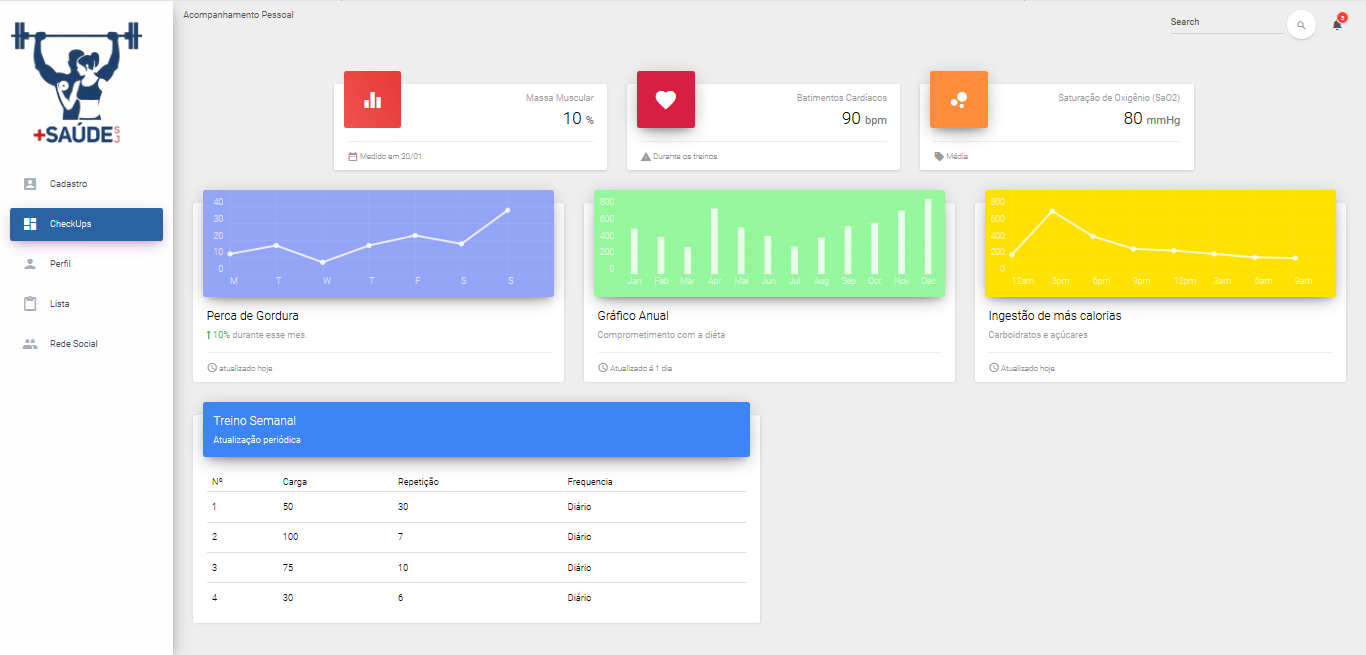 Acompanhamento Pessoal
Search
5
+SAÚDE SJ
Cadastro
CheckUps
Perfil
Lista
Rede Social
Massa Muscular
10 %
Medido em 20/01
Batimentos Cardíacos
90 bpm
Durante os treinos
Saturação de Oxigênio (SaO2)
80 mmHg
Média
40
30
20
10
0
M T W T F S S
Perca de Gordura
↑ 10% durante esse mes.
atualizado hoje
800
600
400
200
0
Jan Feb Mar Apr Mai Jun Jul Aug Sep Oct Nov Dec
Gráfico Anual
Comprometimento com a diéta
Atualizado á 1 dia
800
600
400
200
0
12am 3pm 6pm 9pm 12pm 3am 6am 9am
Ingestão de más calorias
Carboidratos e açúcares
Atualizado hoje
Treino Semanal
Atualização periódica
Nº Carga Repetição Frequencia
1 50 30 Diário
2 100 7 Diário
3 75 10 Diário
4 30 6 Diário